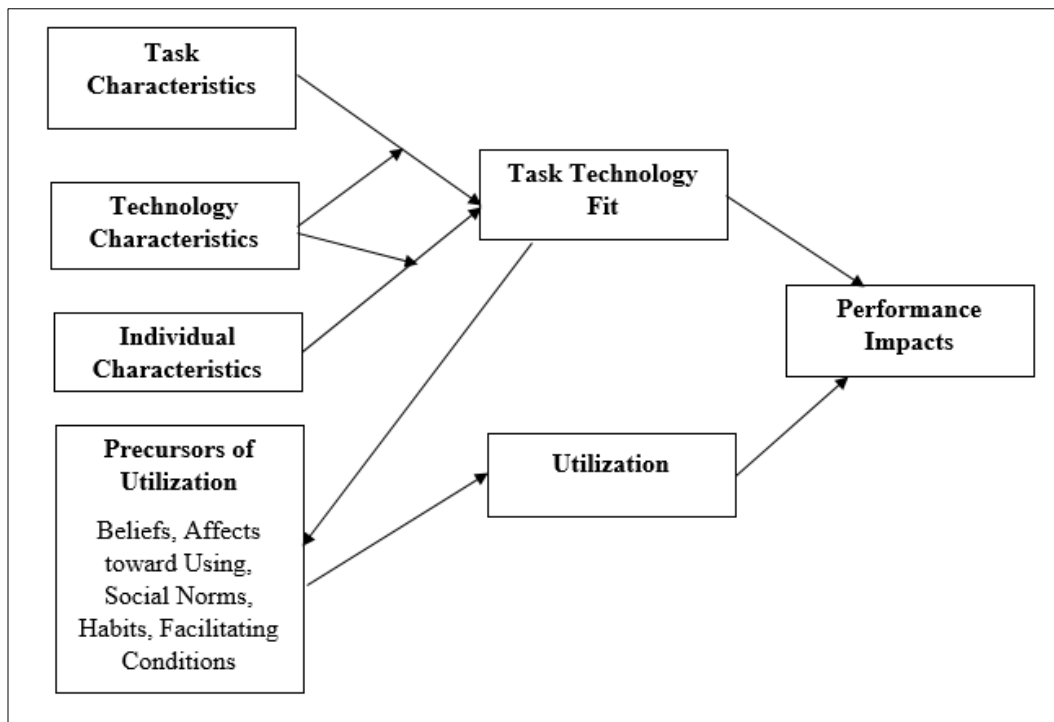 Task
Characteristics
Technology
Characteristics
Individual
Characteristics
Precursors of
Utilization
Beliefs, Affects
toward Using,
Social Norms,
Habits, Facilitating
Conditions
Task Technology
Fit
Utilization
Performance
Impacts